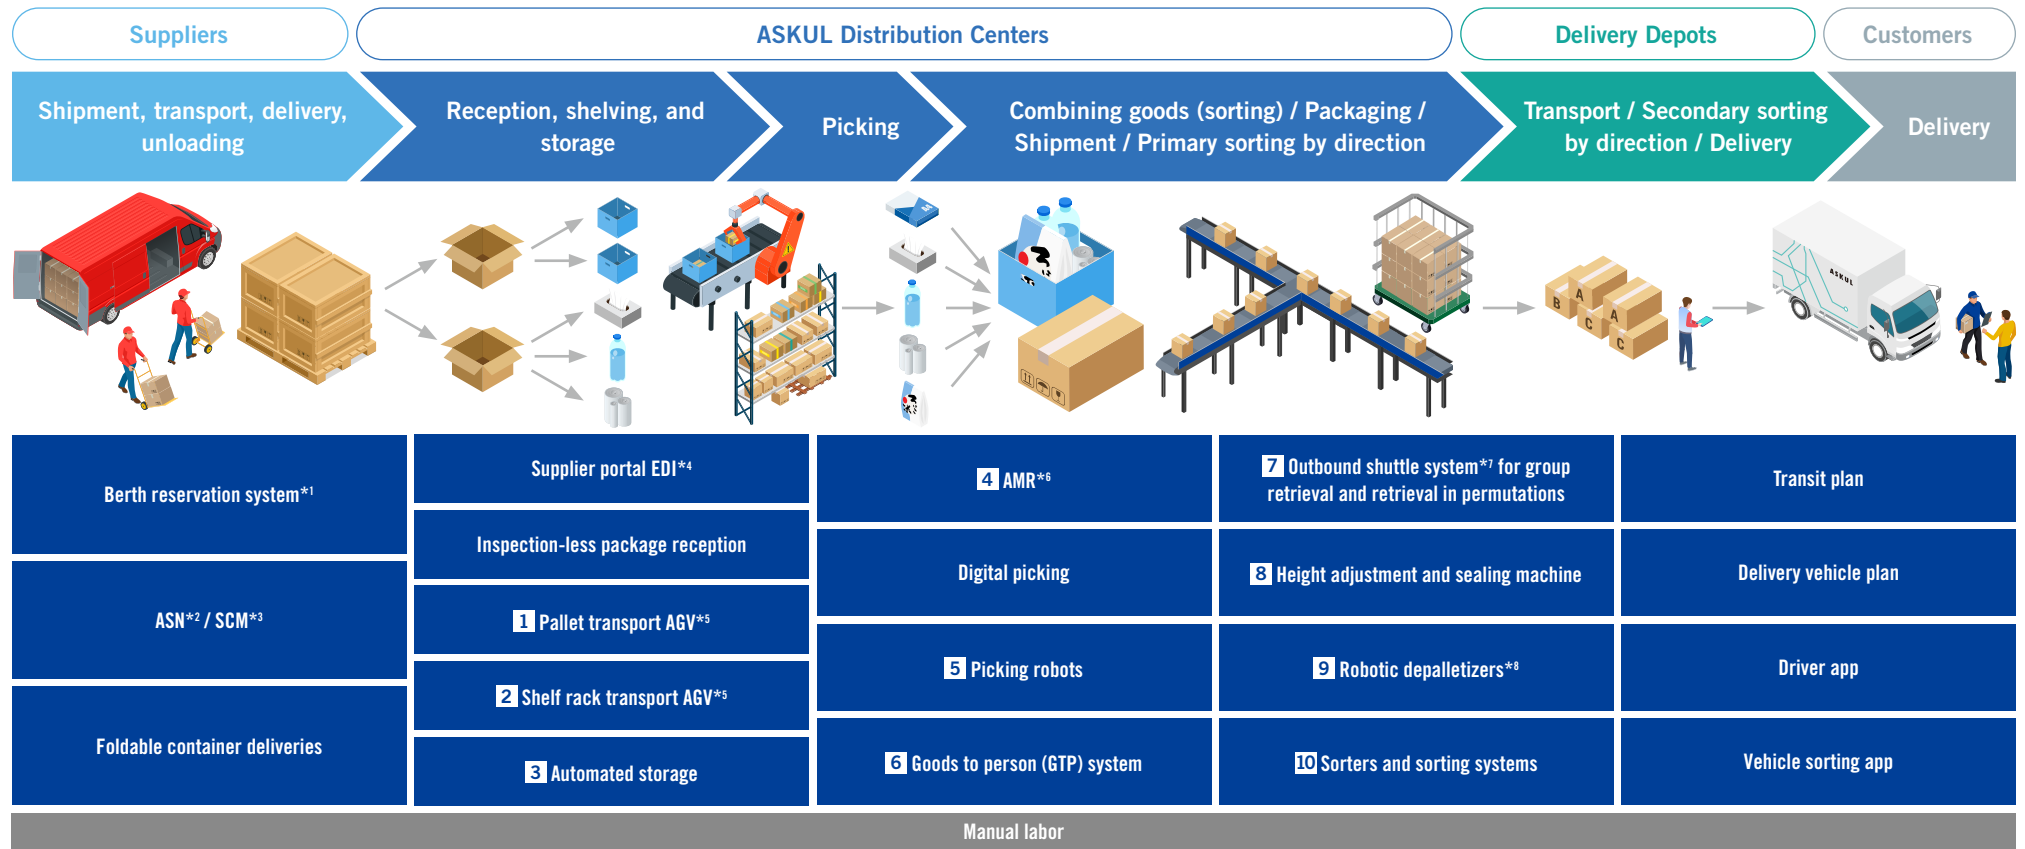 Suppliers
ASKUL Distribution Centers
Delivery Depots
Customers
Shipment, transport, delivery,
unloading
Reception, shelving, and
storage
Picking
Combining goods (sorting) / Packaging /
Shipment / Primary sorting by direction
Transport / Secondary sorting
by direction / Delivery
Delivery
B
A
C
A
C
ASKUL
Berth reservation system*1
ASN*2 / SCM*3
Foldable container deliveries
Supplier portal EDI*4
Inspection-less package reception
1 Pallet transport AGV*5
2 Shelf rack transport AGV*5
3 Automated storage
4 AMR*6
Digital picking
5 Picking robots
6 Goods to person (GTP) system
7 Outbound shuttle system*7 for group
retrieval and retrieval in permutations
8 Height adjustment and sealing machine
9 Robotic depalletizers*8
10 Sorters and sorting systems
Transit plan
Delivery vehicle plan
Driver app
Vehicle sorting app
Manual labor